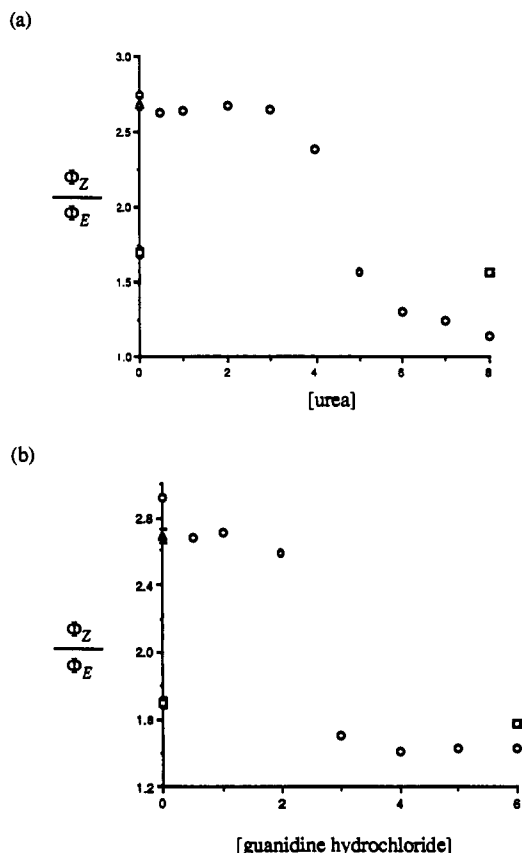 (a)
3.0
2.5
Φ_Z
Φ_E
2.0
1.5
1.0
0 2 4 6 8
[urea]
(b)
2.8
2.4
Φ_Z
Φ_E
2.0
1.6
1.2
0 2 4 6
[guanidine hydrochloride]